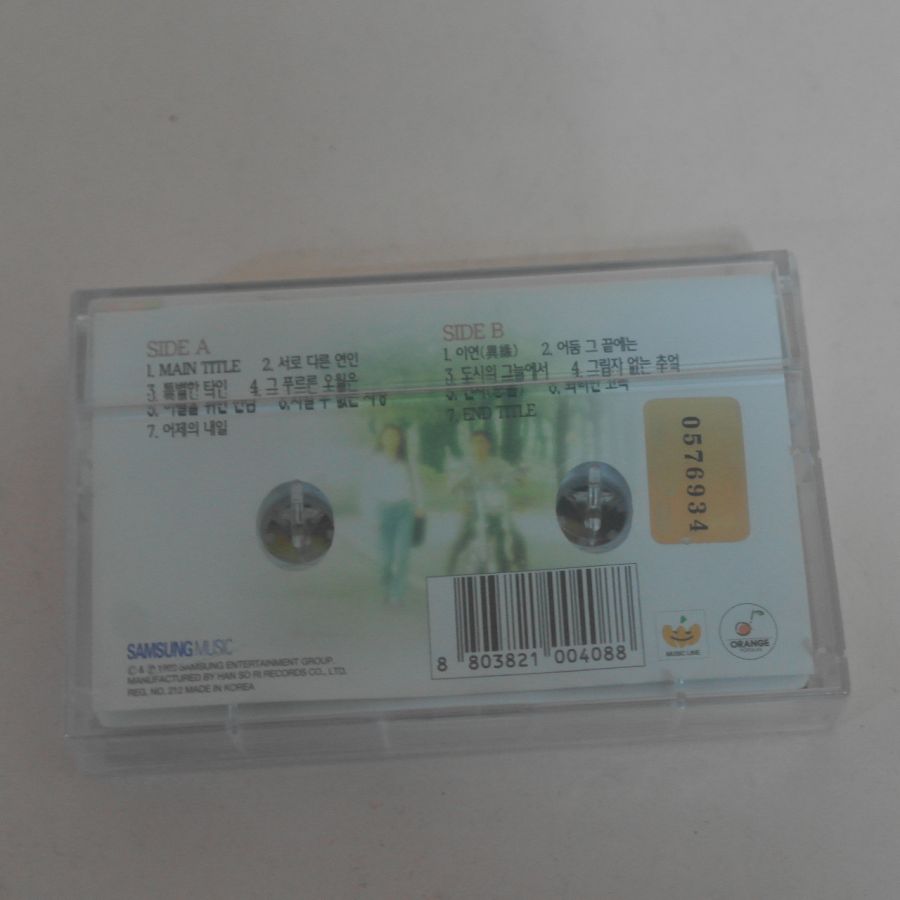 SIDE A
1. MAIN TITLE 2. 서로 다른 연인
3. 특별한 타인 4. 그 푸르른 오월은
7. 어제의 내일
SIDE B
1. 이연(異緣) 2. 어둠 그 끝에는
3. 도시의 그늘에서 4. 그림자 없는 추억
7. END TITLE
0576934
SAMSUNG MUSIC
SAMSUNG ENTERTAINMENT GROUP.
MANUFACTURED BY HAN SO RI RECORDS CO., LTD.
REG. NO. 212 MADE IN KOREA
8 803821 004088
MUSIC LINE
ORANGE